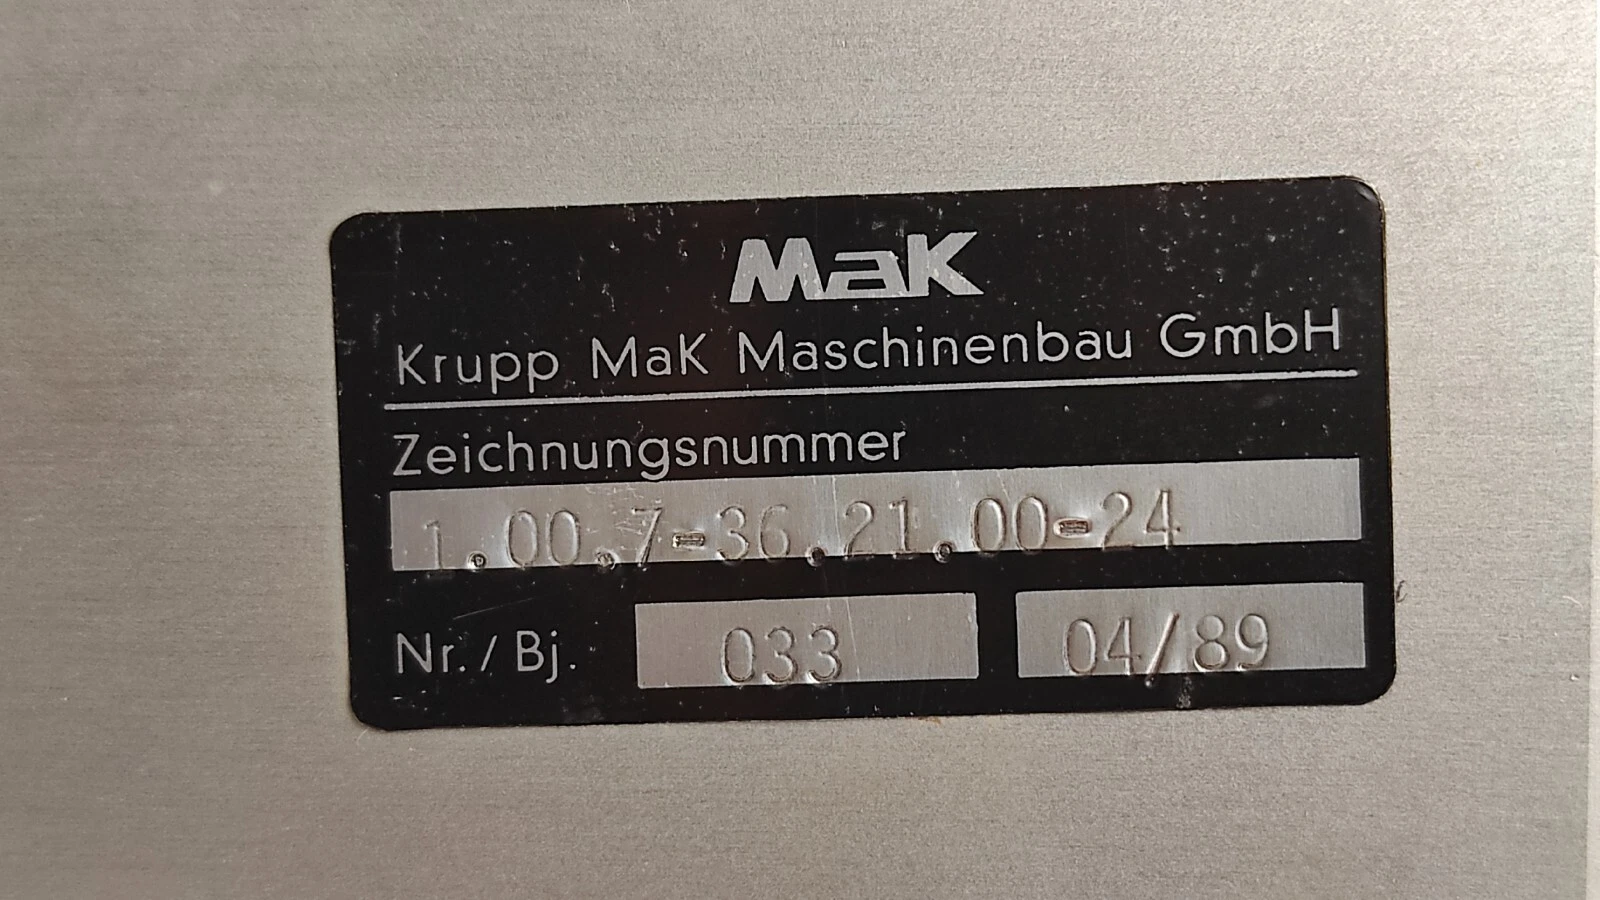 MaK
Krupp MaK Maschinenbau GmbH
Zeichnungsnummer
1.00.7-36.21.00-24
Nr./Bj. 033 04/89